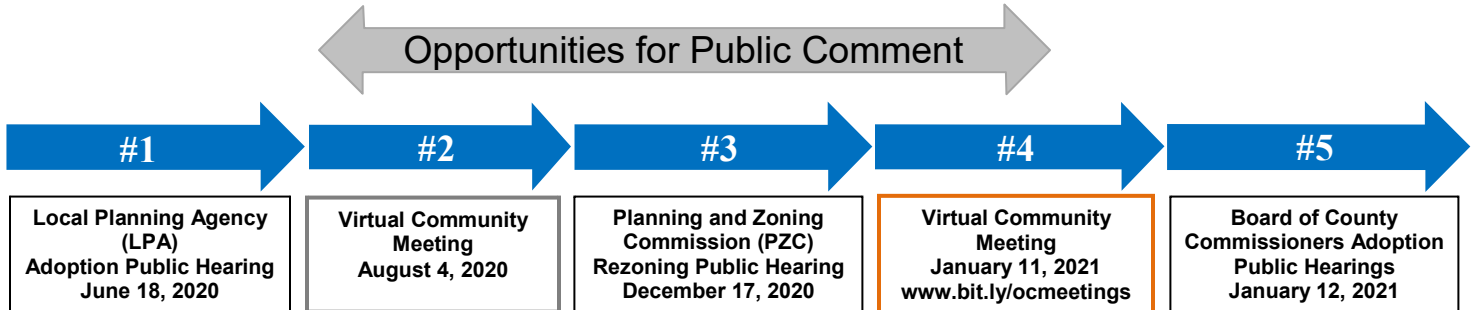 Opportunities for Public Comment
#1
#2
#3
#4
#5
Local Planning Agency
(LPA)
Adoption Public Hearing
June 18, 2020
Virtual Community
Meeting
August 4, 2020
Planning and Zoning
Commission (PZC)
Rezoning Public Hearing
December 17, 2020
Virtual Community
Meeting
January 11, 2021
www.bit.ly/ocmeetings
Board of County
Commissioners Adoption
Public Hearings
January 12, 2021